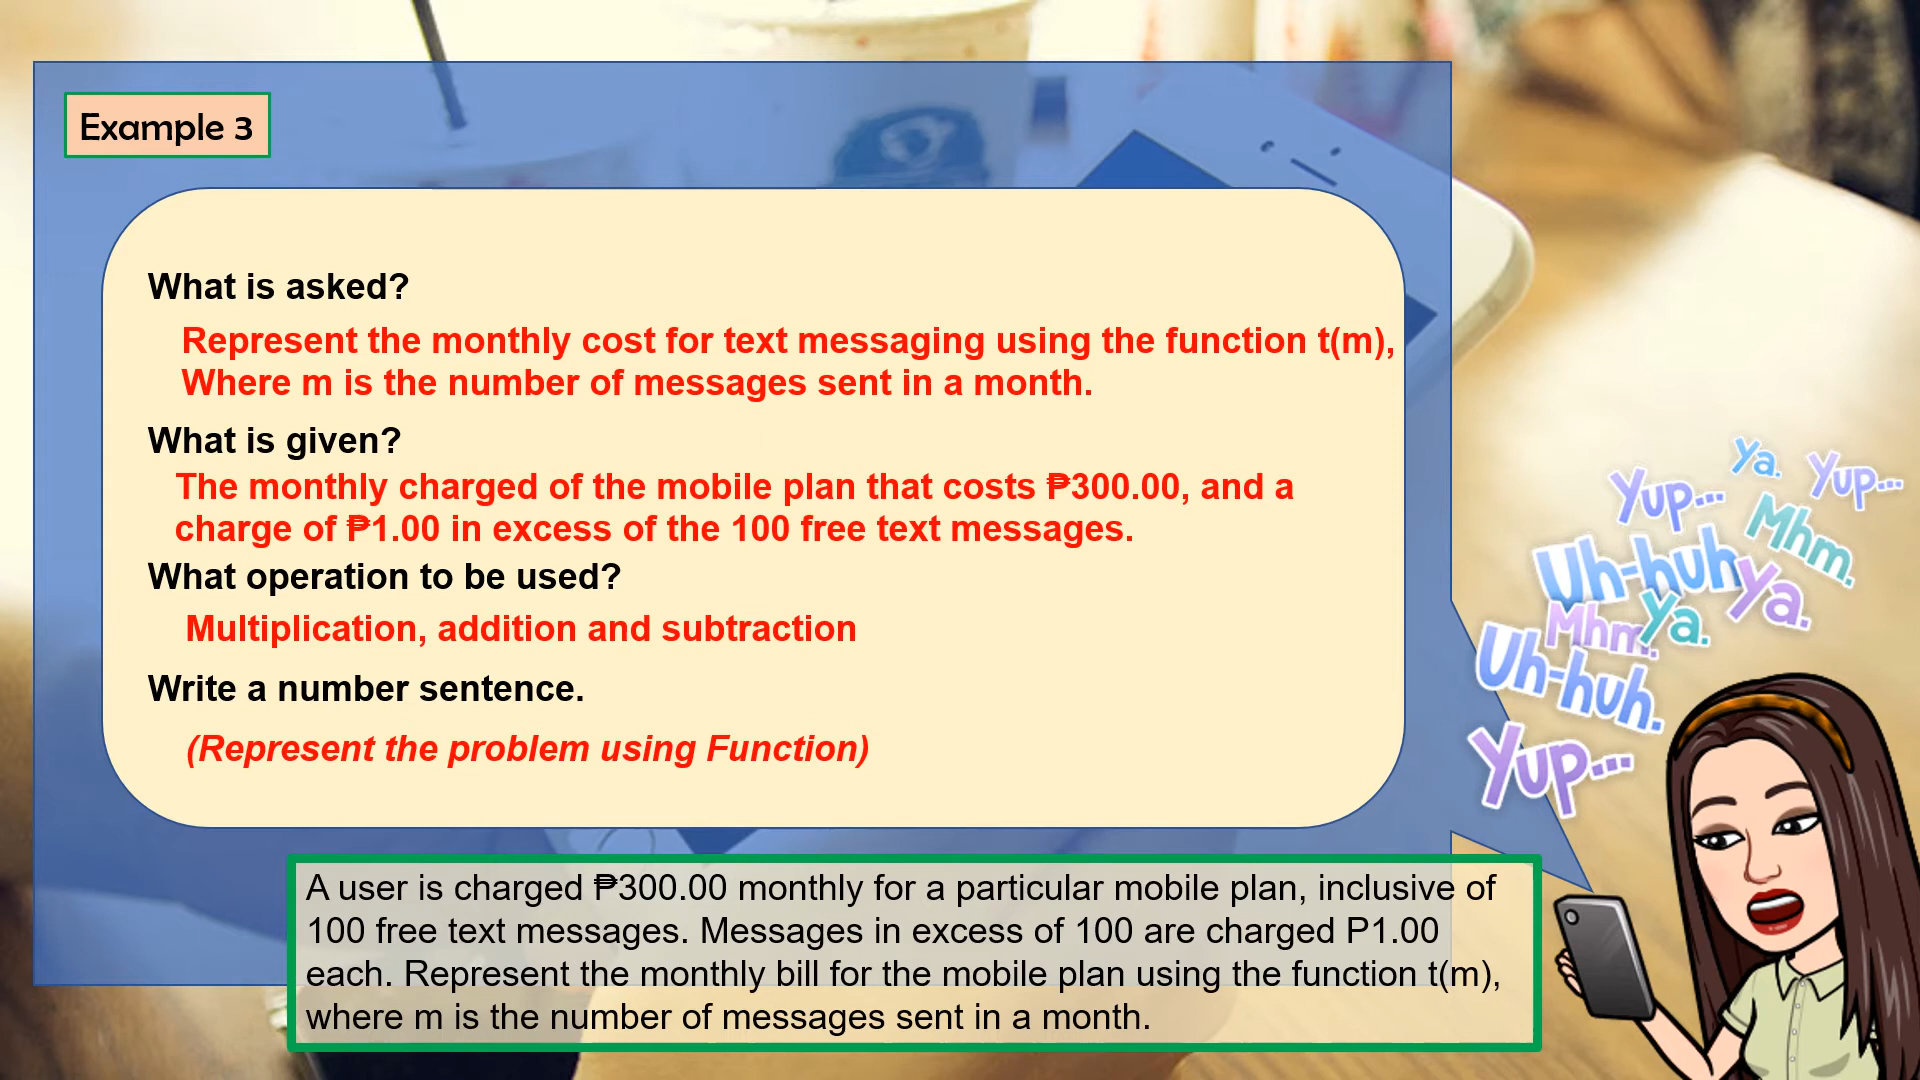 Example 3
What is asked?
Represent the monthly cost for text messaging using the function t(m),
Where m is the number of messages sent in a month.
What is given?
The monthly charged of the mobile plan that costs ₱300.00, and a
charge of ₱1.00 in excess of the 100 free text messages.
What operation to be used?
Multiplication, addition and subtraction
Write a number sentence.
(Represent the problem using Function)
Ya. Yup...
Yup...
Mhm.
Uh-huh
Ya.
Mhm.
Ya.
Uh-huh.
Yup...
A user is charged ₱300.00 monthly for a particular mobile plan, inclusive of
100 free text messages. Messages in excess of 100 are charged P1.00
each. Represent the monthly bill for the mobile plan using the function t(m),
where m is the number of messages sent in a month.